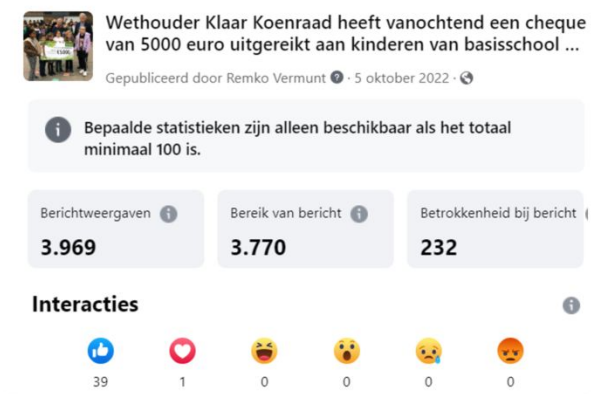 Wethouder Klaar Koenraad heeft vanochtend een cheque
van 5000 euro uitgereikt aan kinderen van basisschool ...
Gepubliceerd door Remko Vermunt · 5 oktober 2022 ·
Bepaalde statistieken zijn alleen beschikbaar als het totaal
minimaal 100 is.
Berichtweergaven Bereik van bericht Betrokkenheid bij bericht
3.969 3.770 232
Interacties
39 1 0 0 0 0